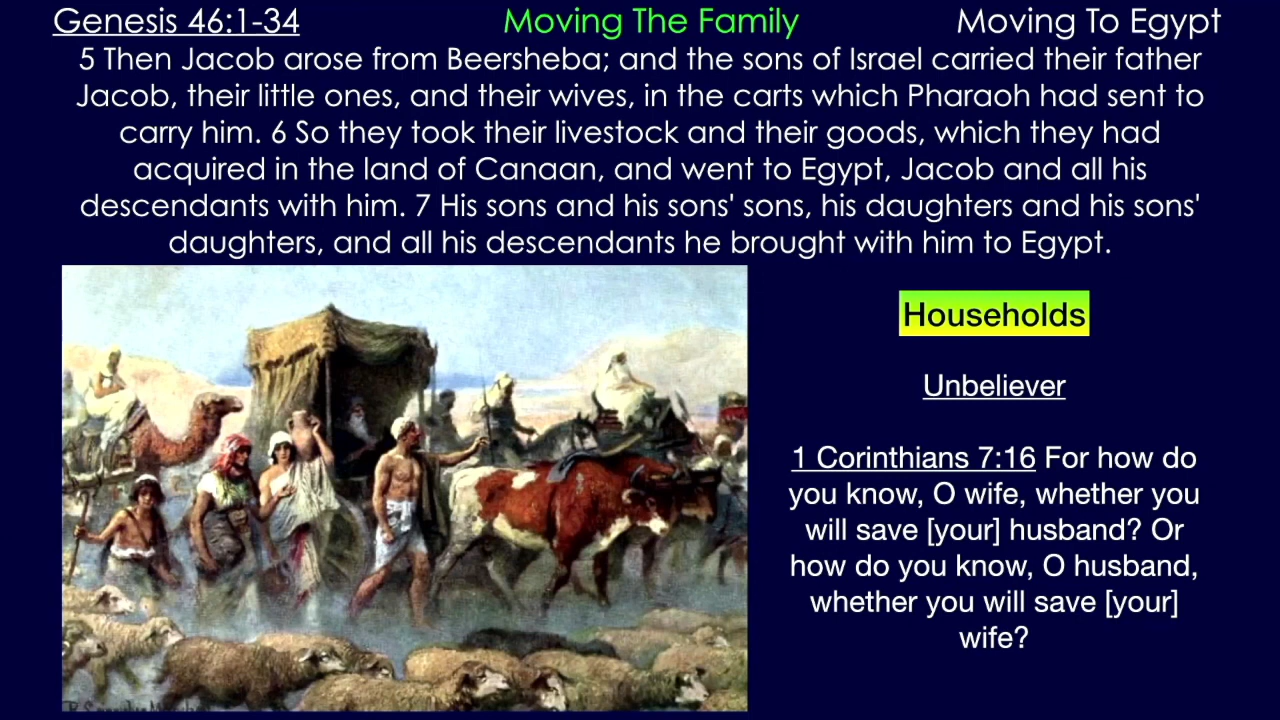 Genesis 46:1-34 Moving The Family Moving To Egypt
5 Then Jacob arose from Beersheba; and the sons of Israel carried their father
Jacob, their little ones, and their wives, in the carts which Pharaoh had sent to
carry him. 6 So they took their livestock and their goods, which they had
acquired in the land of Canaan, and went to Egypt, Jacob and all his
descendants with him. 7 His sons and his sons' sons, his daughters and his sons'
daughters, and all his descendants he brought with him to Egypt.
Households
Unbeliever
1 Corinthians 7:16 For how do
you know, O wife, whether you
will save [your] husband? Or
how do you know, O husband,
whether you will save [your]
wife?